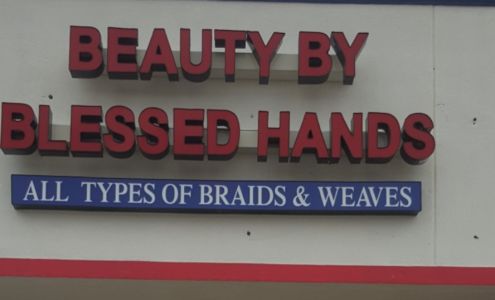 BEAUTY BY
BLESSED HANDS
ALL TYPES OF BRAIDS & WEAVES